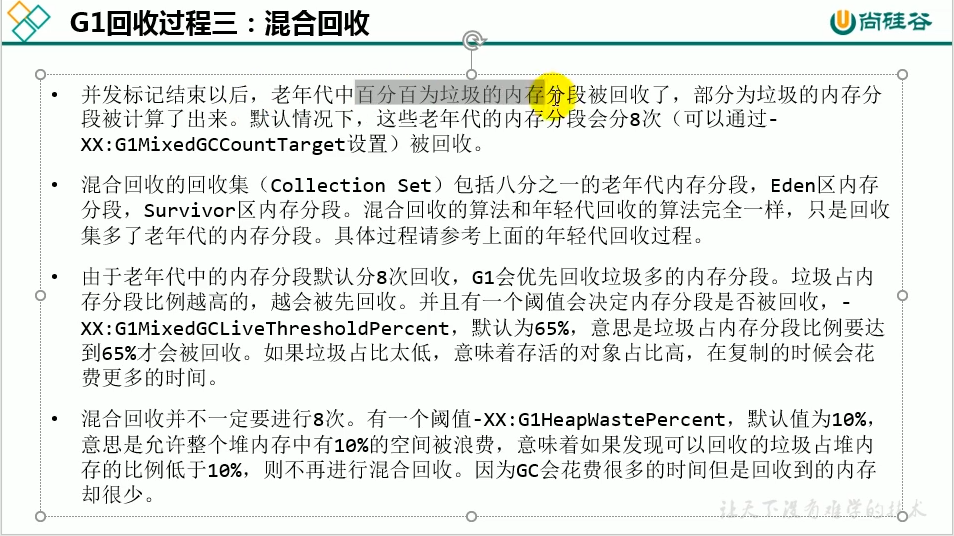 G1回收过程三：混合回收
尚硅谷
• 并发标记结束以后，老年代中百分百为垃圾的内存分段被回收了，部分为垃圾的内存分
段被计算了出来。默认情况下，这些老年代的内存分段会分8次（可以通过-
XX:G1MixedGCCountTarget设置）被回收。
• 混合回收的回收集（Collection Set）包括八分之一的老年代内存分段，Eden区内存
分段，Survivor区内存分段。混合回收的算法和年轻代回收的算法完全一样，只是回收
集多了老年代的内存分段。具体过程请参考上面的年轻代回收过程。
• 由于老年代中的内存分段默认分8次回收，G1会优先回收垃圾多的内存分段。垃圾占内
存分段比例越高的，越会被先回收。并且有一个阈值会决定内存分段是否被回收，-
XX:G1MixedGCLiveThresholdPercent，默认为65%，意思是垃圾占内存分段比例要达
到65%才会被回收。如果垃圾占比太低，意味着存活的对象占比高，在复制的时候会花
费更多的时间。
• 混合回收并不一定要进行8次。有一个阈值-XX:G1HeapWastePercent，默认值为10%，
意思是允许整个堆内存中有10%的空间被浪费，意味着如果发现可以回收的垃圾占堆内
存的比例低于10%，则不再进行混合回收。因为GC会花费很多的时间但是回收到的内存
却很少。
让天下没有难学的技术